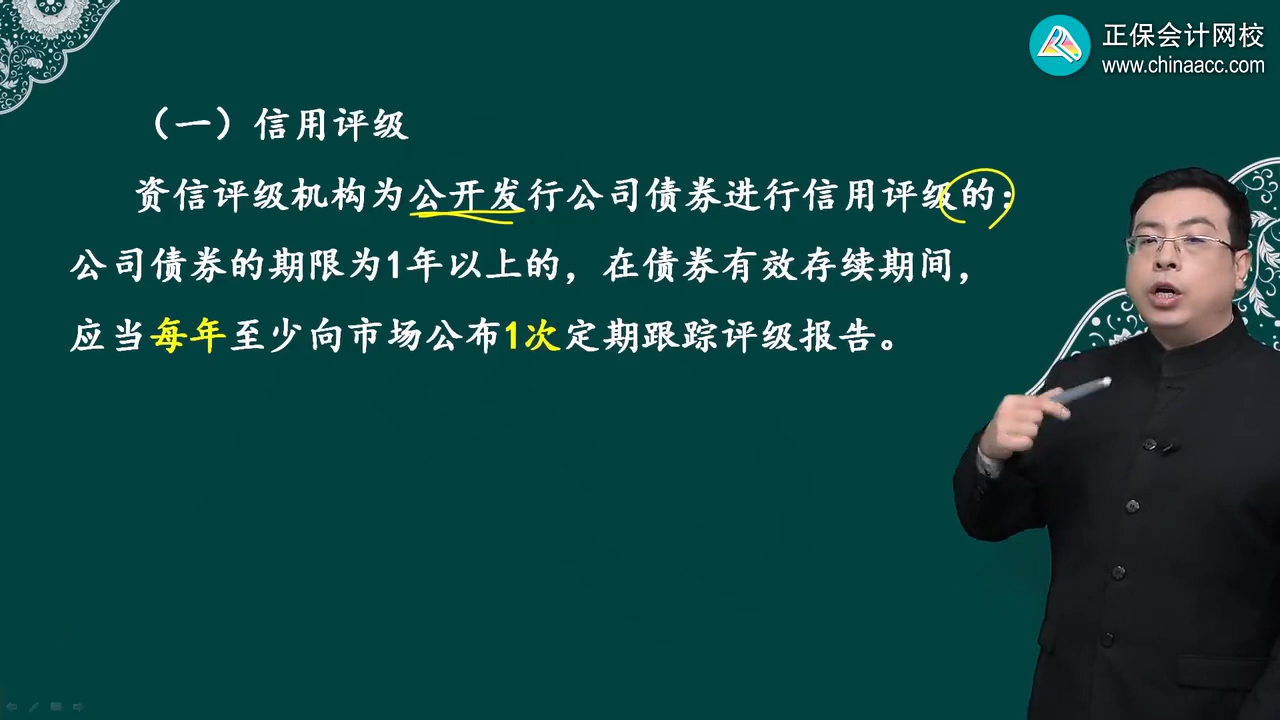 正保会计网校
www.chinaacc.com
（一）信用评级
资信评级机构为公开发行公司债券进行信用评级的：
公司债券的期限为1年以上的，在债券有效存续期间，
应当每年至少向市场公布1次定期跟踪评级报告。